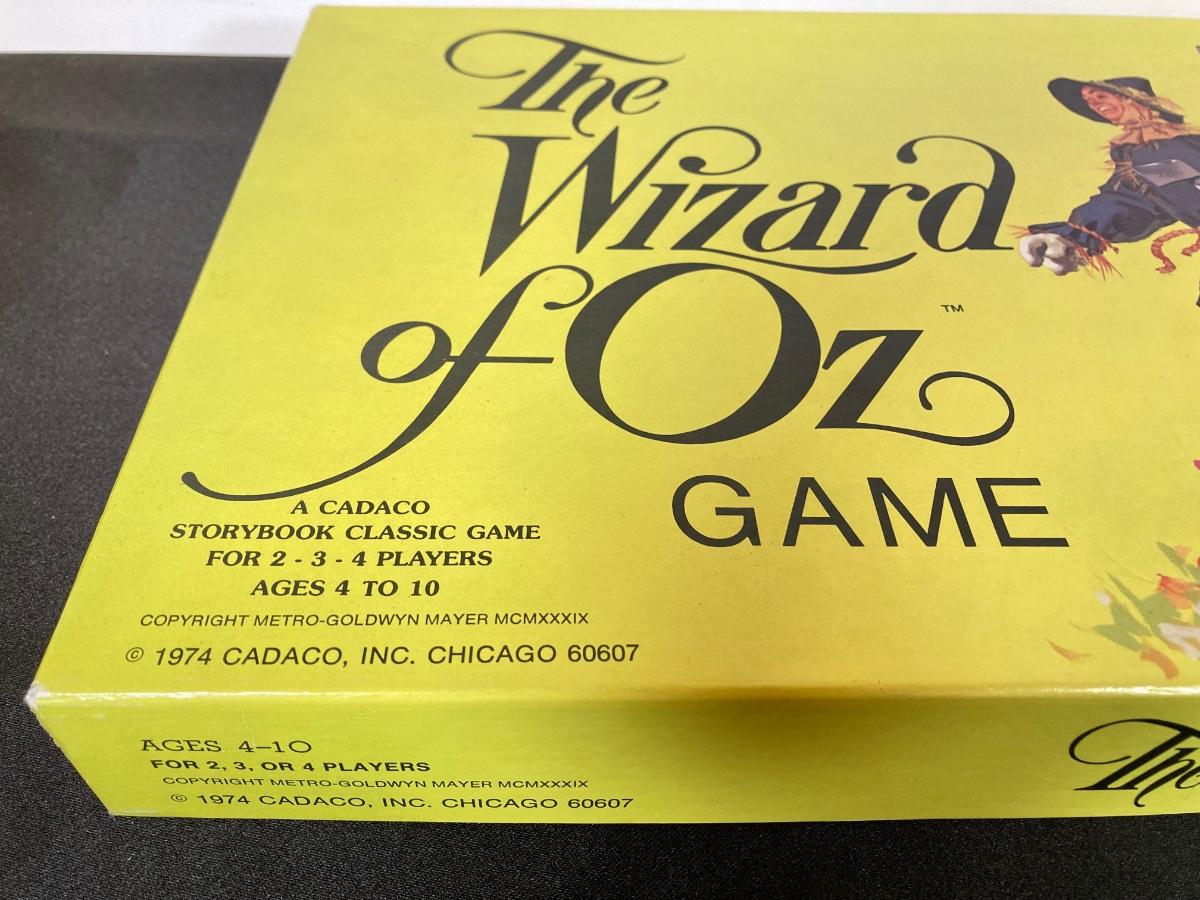 The
Wizard
of Oz™
GAME
A CADACO
STORYBOOK CLASSIC GAME
FOR 2 - 3 - 4 PLAYERS
AGES 4 TO 10
COPYRIGHT METRO-GOLDWYN MAYER MCMXXXIX
© 1974 CADACO, INC. CHICAGO 60607
AGES 4–10
FOR 2, 3, OR 4 PLAYERS
COPYRIGHT METRO-GOLDWYN MAYER MCMXXXIX
© 1974 CADACO, INC. CHICAGO 60607
The